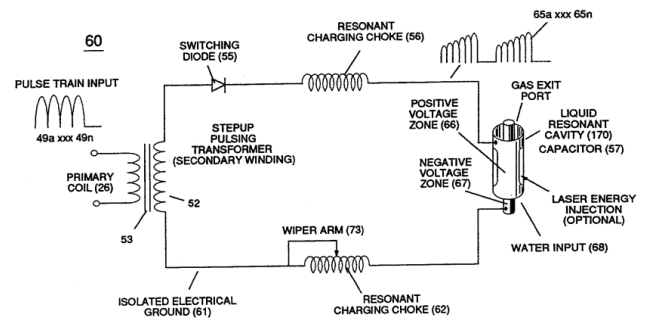 60
65a xxx 65n
RESONANT
CHARGING CHOKE (56)
SWITCHING
DIODE (55)
GAS EXIT
PORT
PULSE TRAIN INPUT
49a xxx 49n
POSITIVE
VOLTAGE
ZONE (66)
LIQUID
RESONANT
CAVITY (170)
CAPACITOR (57)
STEPUP
PULSING
TRANSFORMER
(SECONDARY WINDING)
NEGATIVE
VOLTAGE
ZONE (67)
PRIMARY
COIL (26)
52
LASER ENERGY
INJECTION
(OPTIONAL)
53
WIPER ARM (73)
WATER INPUT (68)
ISOLATED ELECTRICAL
GROUND (61)
RESONANT
CHARGING CHOKE (62)